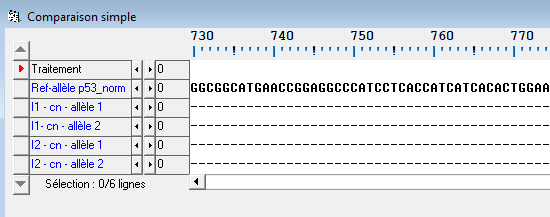 Comparaison simple
730 740 750 760 770
Traitement 0
Ref-allèle p53_norm 0 GGCGGCATGAACCGGAGGCCCATCCTCACCATCATCACACTGGAA
I1 - cn - allèle 1 0 ---------------------------------------------
I1- cn - allèle 2 0 ---------------------------------------------
I2 - cn - allèle 1 0 ---------------------------------------------
I2 - cn - allèle 2 0 ---------------------------------------------
Sélection : 0/6 lignes